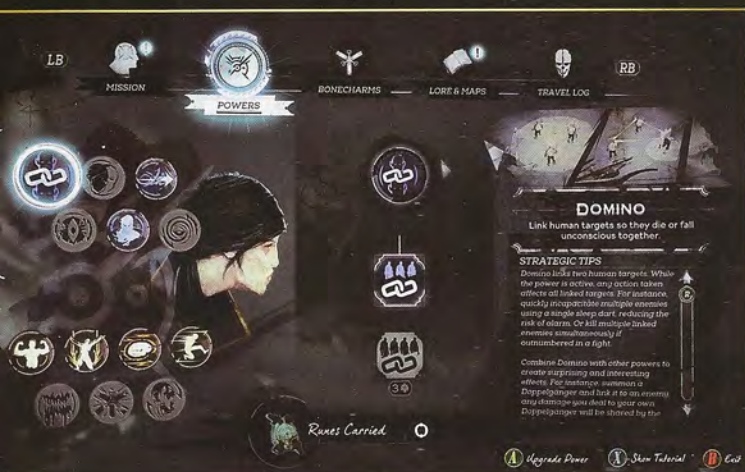 LB
MISSION
POWERS
BONECHARMS
LORE & MAPS
TRAVEL LOG
RB
DOMINO
Link human targets so they die or fall
unconscious together.
STRATEGIC TIPS
Domino links two human targets. While
the power is active, any action taken
affects all linked targets. For instance,
quickly incapacitate multiple enemies
using a single sleep dart, reducing the
risk of alarm. Or kill multiple linked
enemies simultaneously if
outnumbered in a fight.
Combine Domino with other powers to
create surprising and interesting
effects. For instance, summon a
Doppelgänger and link it to an enemy
any damage you deal to your own
Doppelgänger will be shared by the
R
3
Runes Carried 0
A Upgrade Power X Show Tutorial B Exit